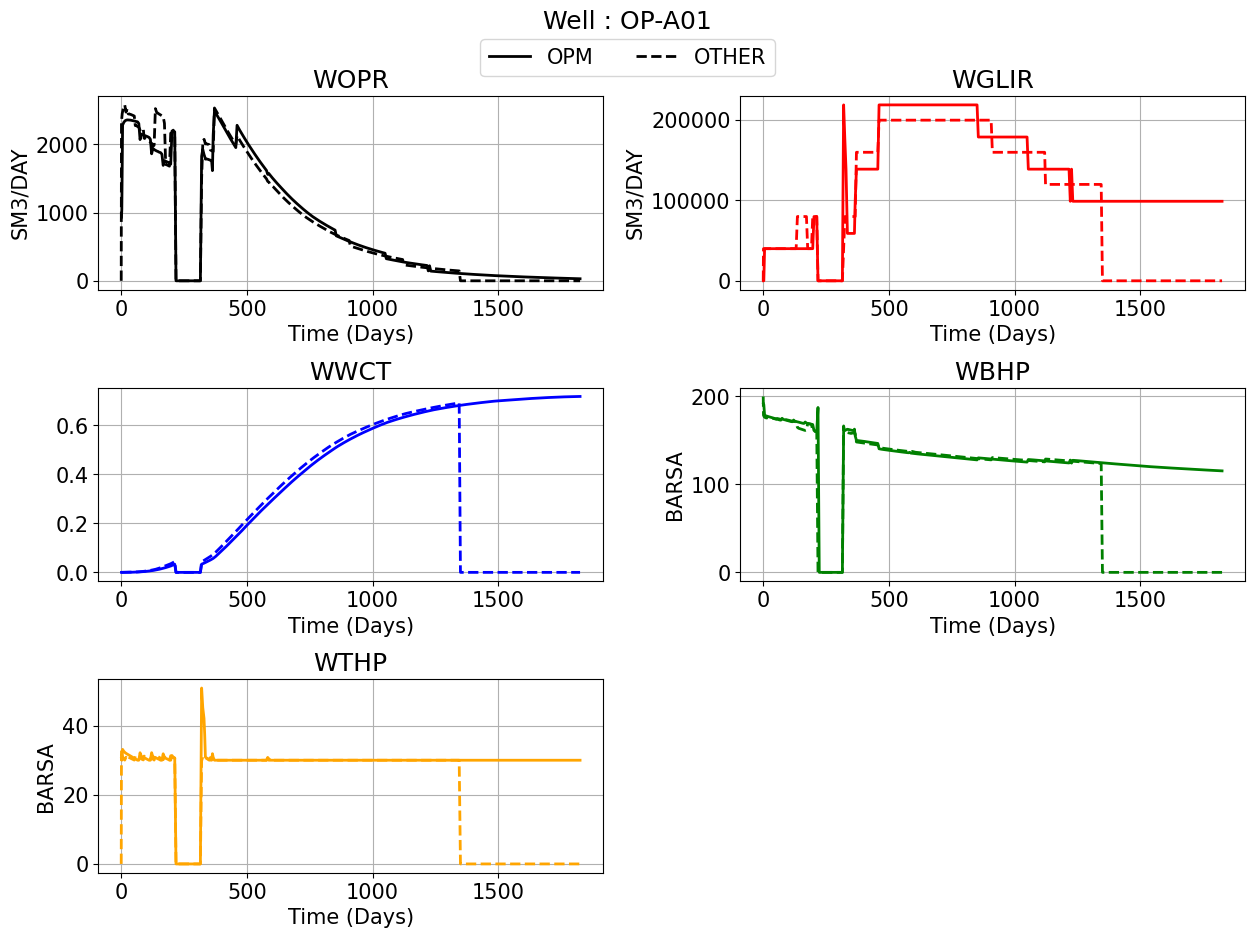 Well : OP-A01
OPM OTHER
WOPR
SM3/DAY
2000
1000
0
0 500 1000 1500
Time (Days)
WGLIR
SM3/DAY
200000
100000
0
0 500 1000 1500
Time (Days)
WWCT
0.6
0.4
0.2
0.0
0 500 1000 1500
Time (Days)
WBHP
BARSA
200
100
0
0 500 1000 1500
Time (Days)
WTHP
BARSA
40
20
0
0 500 1000 1500
Time (Days)